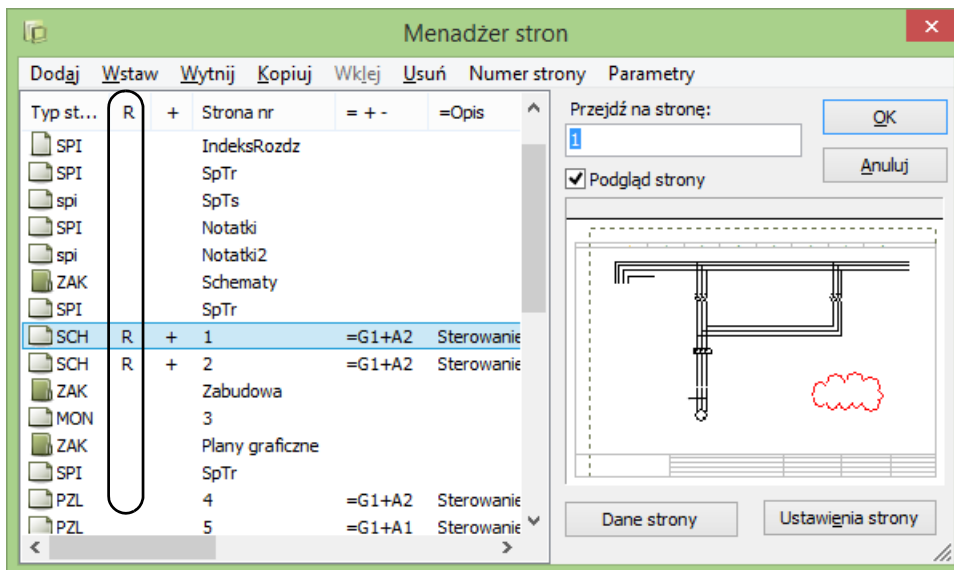 Menadżer stron
Dodaj Wstaw Wytnij Kopiuj Wklej Usuń Numer strony Parametry
Typ st... R + Strona nr = + - =Opis
SPI IndeksRozdz
SPI SpTr
spi SpTs
SPI Notatki
spi Notatki2
ZAK Schematy
SPI SpTr
SCH R + 1 =G1+A2 Sterowanie
SCH R + 2 =G1+A2 Sterowanie
ZAK Zabudowa
MON 3
ZAK Plany graficzne
SPI SpTr
PZL 4 =G1+A2 Sterowanie
PZL 5 =G1+A1 Sterowanie
Przejdź na stronę:
1
OK
Anuluj
Podgląd strony
Dane strony
Ustawienia strony